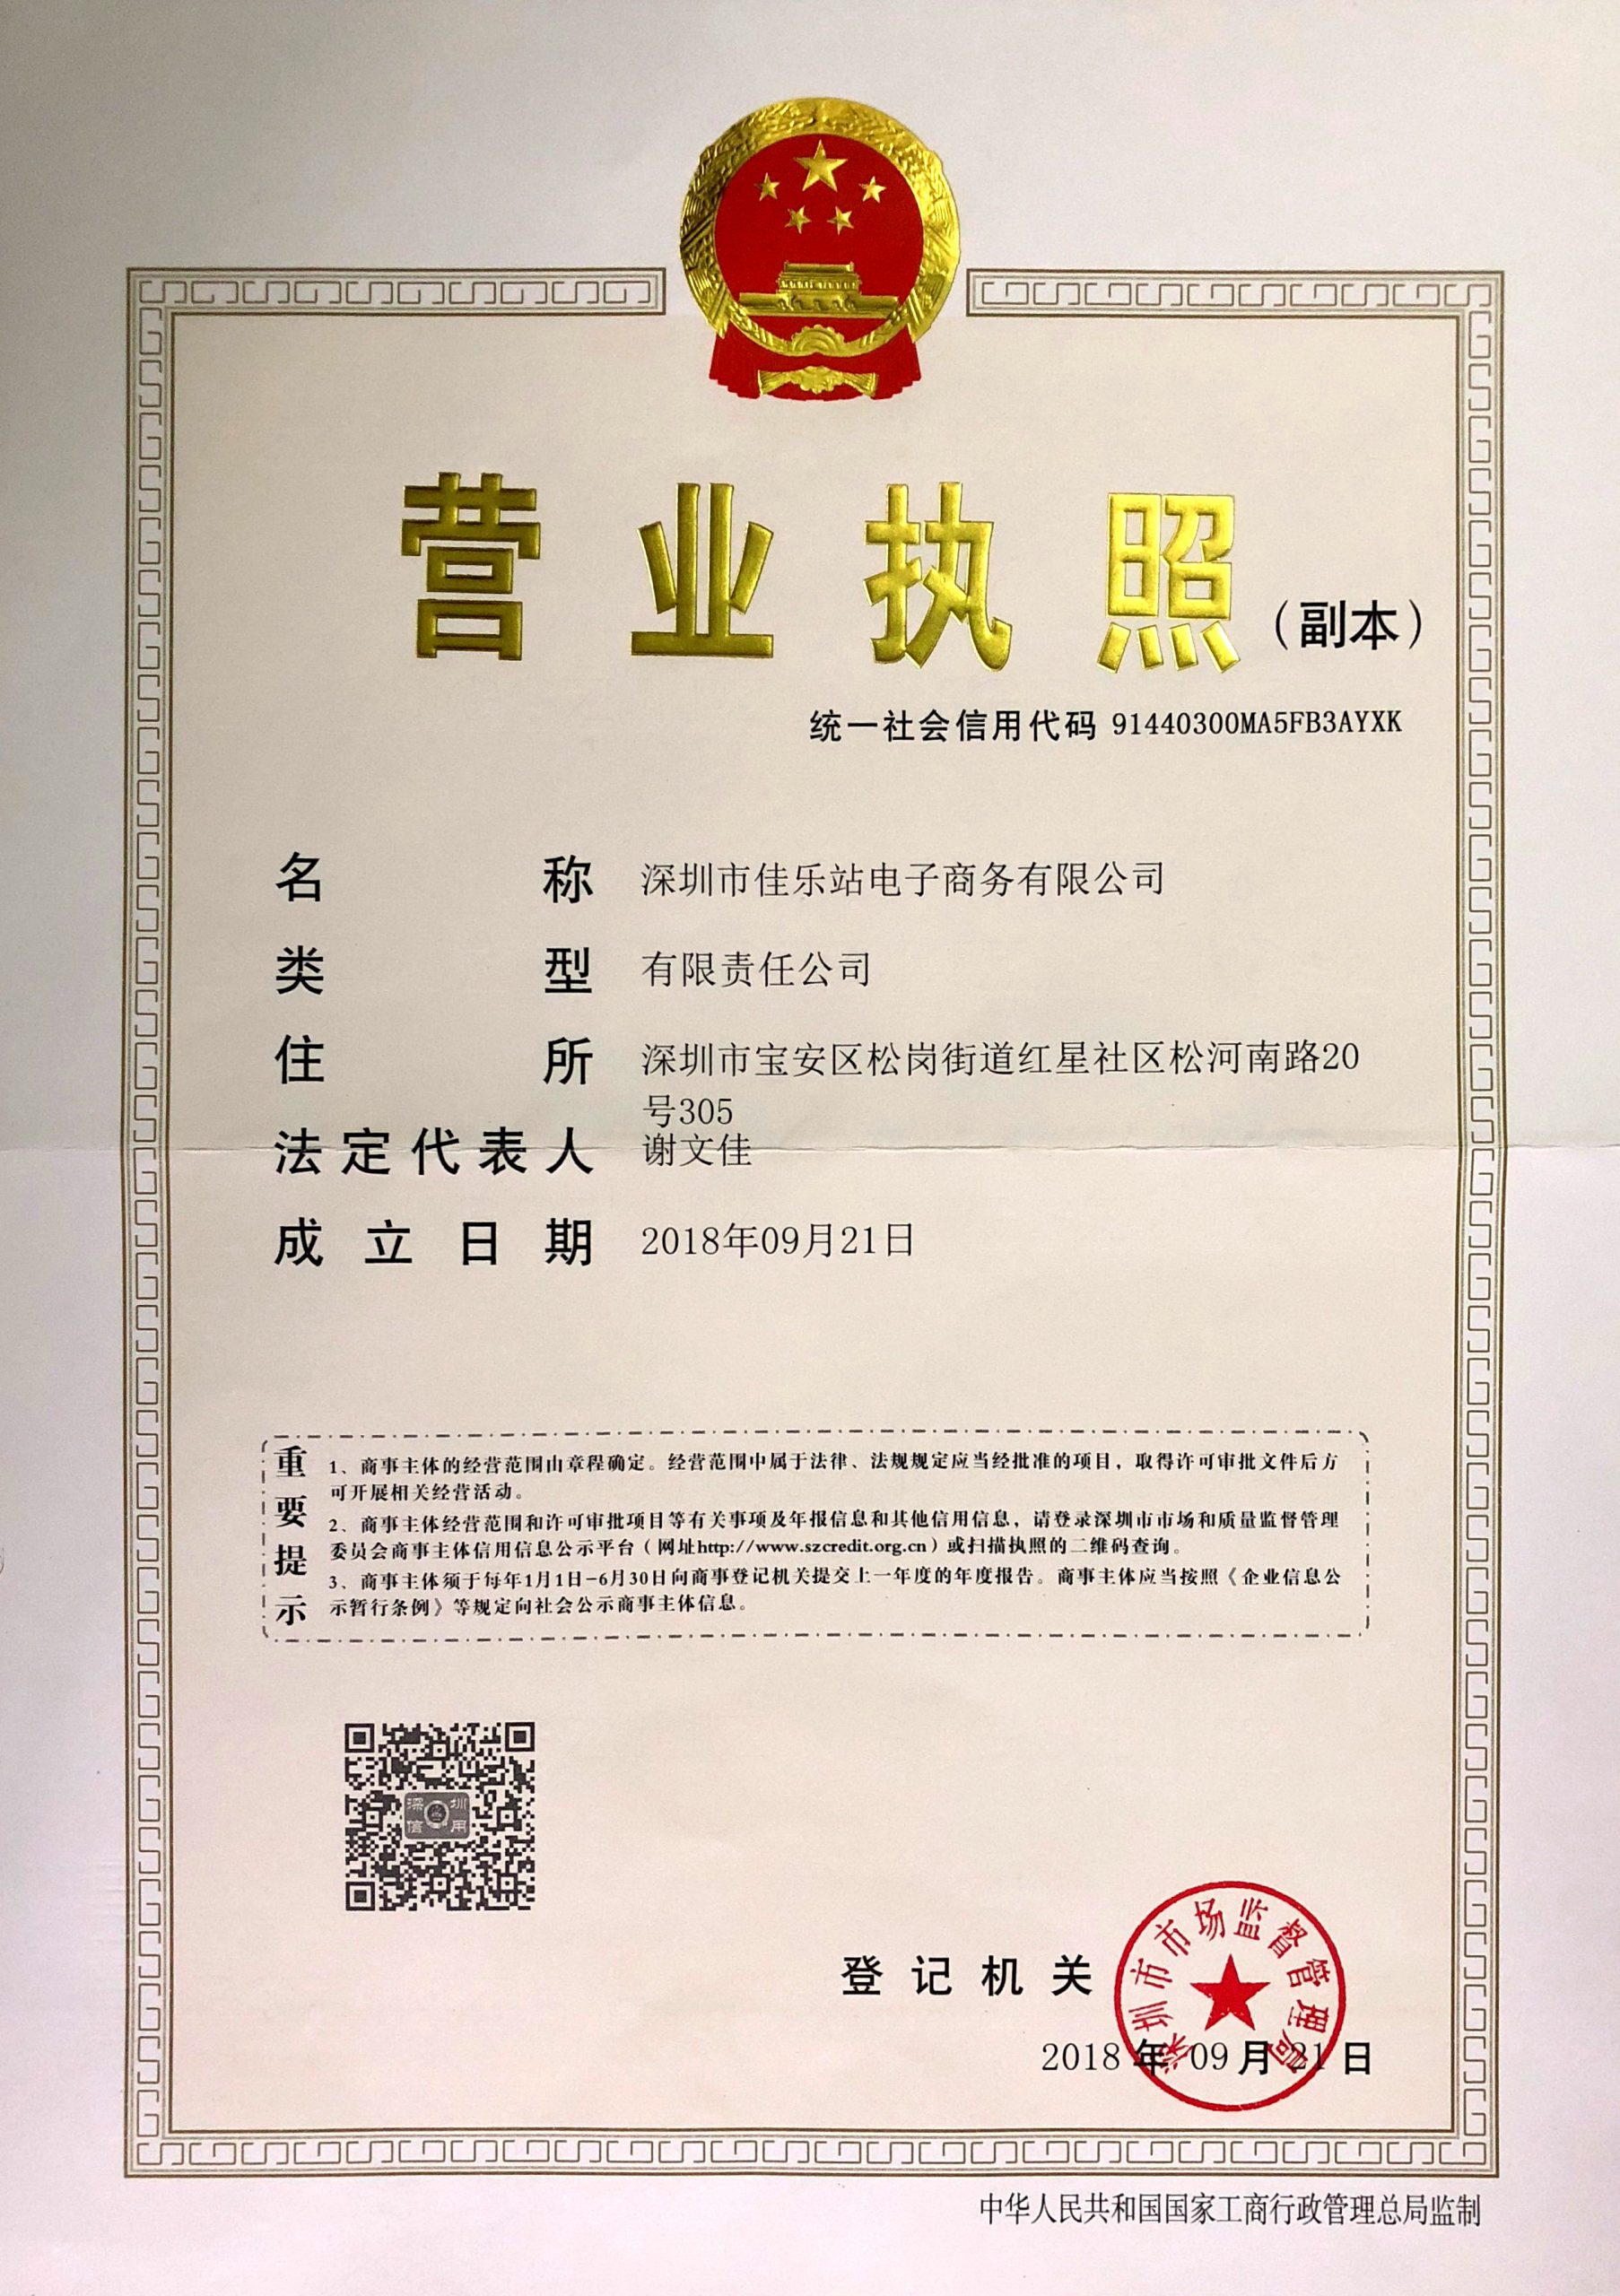 营业执照(副本)
统一社会信用代码 91440300MA5FB3AYXK
名称 深圳市佳乐站电子商务有限公司
类型 有限责任公司
住所 深圳市宝安区松岗街道红星社区松河南路20
号305
法定代表人 谢文佳
成立日期 2018年09月21日
重要提示
1、商事主体的经营范围由章程确定。经营范围中属于法律、法规规定应当经批准的项目，取得许可审批文件后方
可开展相关经营活动。
2、商事主体经营范围和许可审批项目等有关事项及年报信息和其他信用信息，请登录深圳市市场和质量监督管理
委员会商事主体信用信息公示平台（网址http://www.szcredit.org.cn）或扫描执照的二维码查询。
3、商事主体须于每年1月1日-6月30日向商事登记机关提交上一年度的年度报告。商事主体应当按照《企业信息公
示暂行条例》等规定向社会公示商事主体信息。
深圳
信用
登记机关
深圳市市场监督管理局
2018年09月21日
中华人民共和国国家工商行政管理总局监制